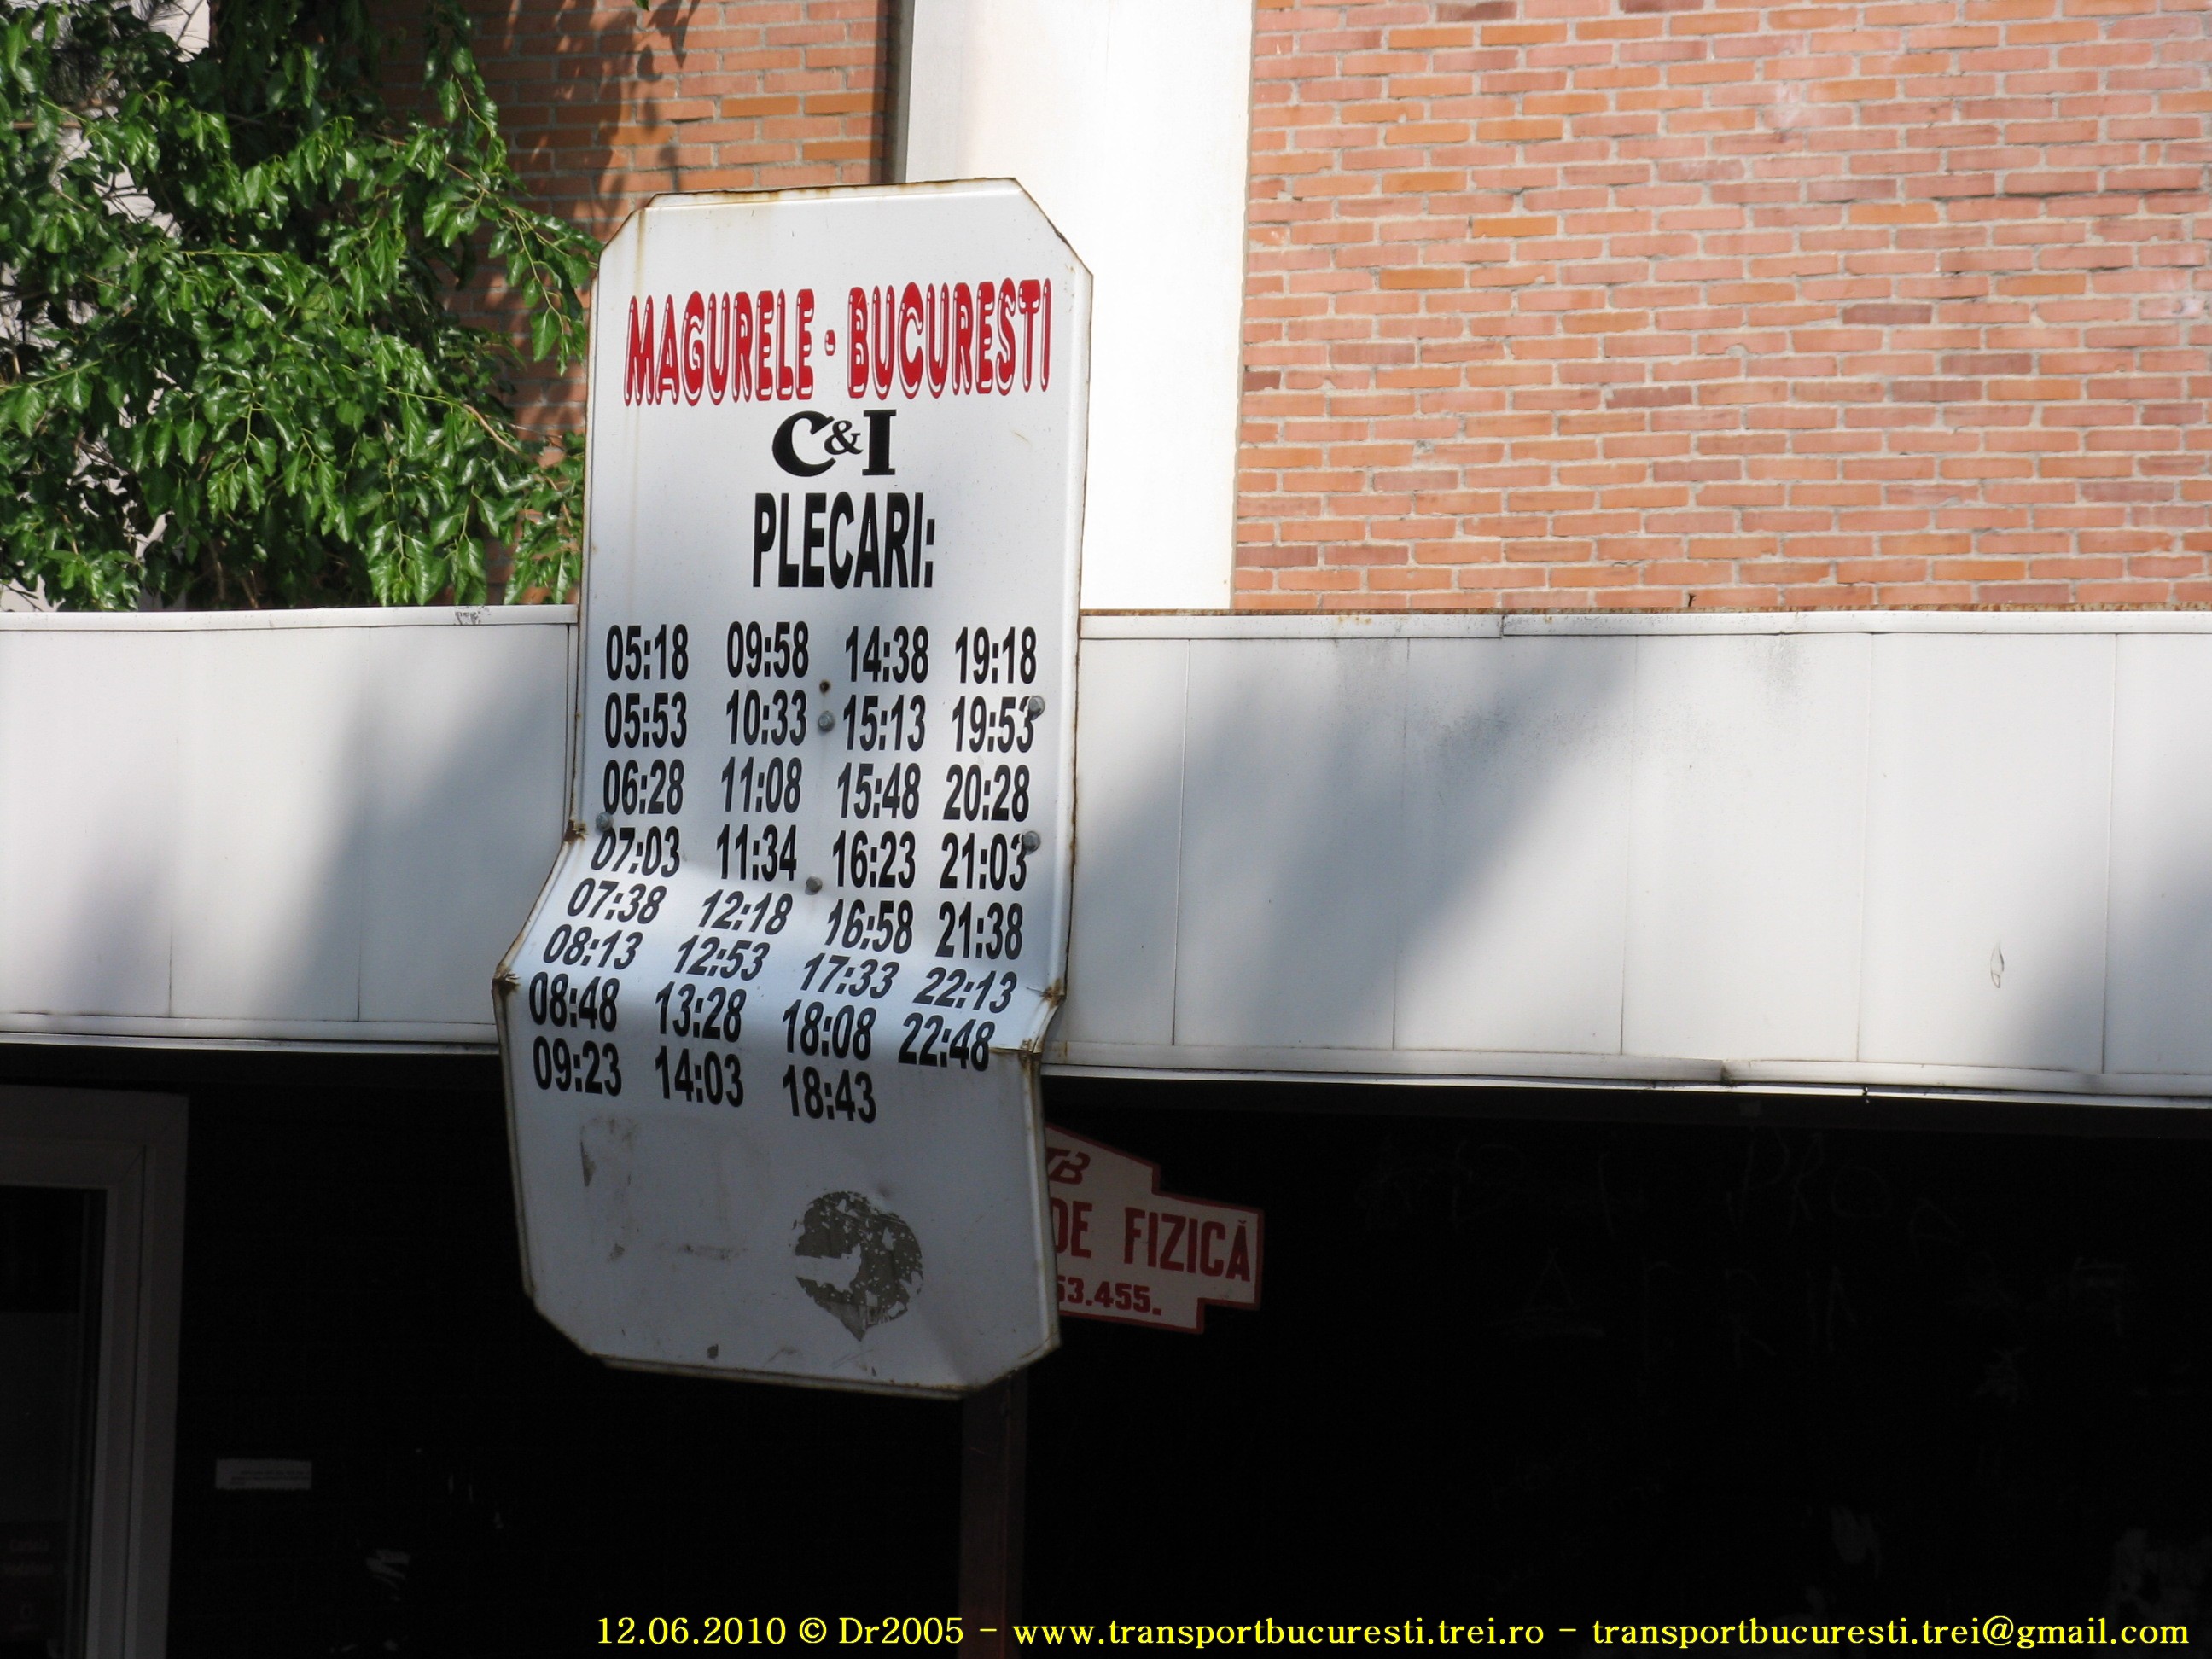 MAGURELE - BUCURESTI
C&I
PLECARI:
05:18 09:58 14:38 19:18
05:53 10:33 15:13 19:53
06:28 11:08 15:48 20:28
07:03 11:34 16:23 21:03
07:38 12:18 16:58 21:38
08:13 12:53 17:33 22:13
08:48 13:28 18:08 22:48
09:23 14:03 18:43
TB
DE FIZICĂ
53.455.
12.06.2010 © Dr2005 - www.transportbucuresti.trei.ro - transportbucuresti.trei@gmail.com